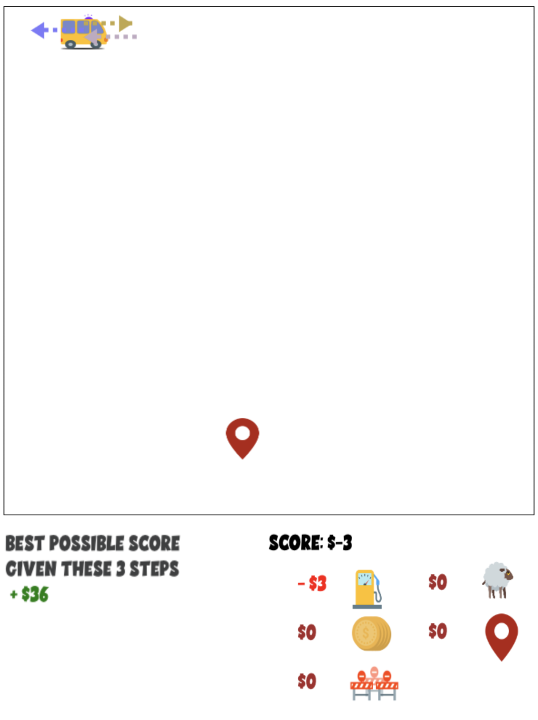 BEST POSSIBLE SCORE
GIVEN THESE 3 STEPS
+ $36
SCORE: $-3
- $3
$0
$0
$0
$0